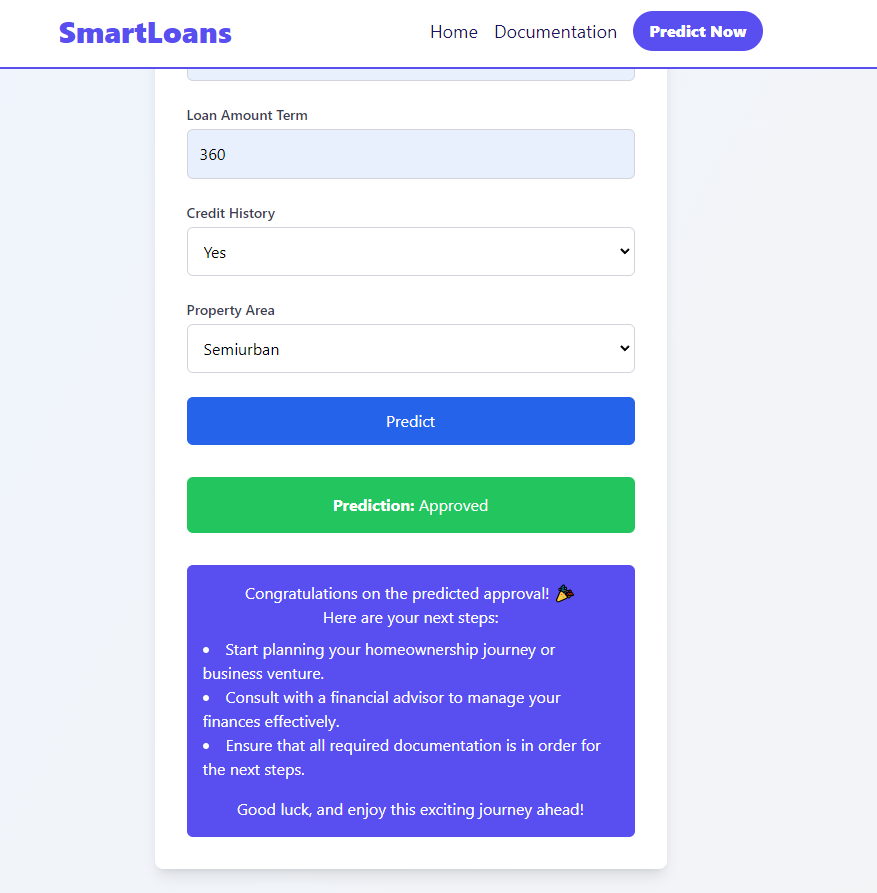 SmartLoans
Home Documentation Predict Now
Loan Amount Term
360
Credit History
Yes
Property Area
Semiurban
Predict
Prediction: Approved
Congratulations on the predicted approval! 🎉
Here are your next steps:
• Start planning your homeownership journey or
business venture.
• Consult with a financial advisor to manage your
finances effectively.
• Ensure that all required documentation is in order for
the next steps.
Good luck, and enjoy this exciting journey ahead!